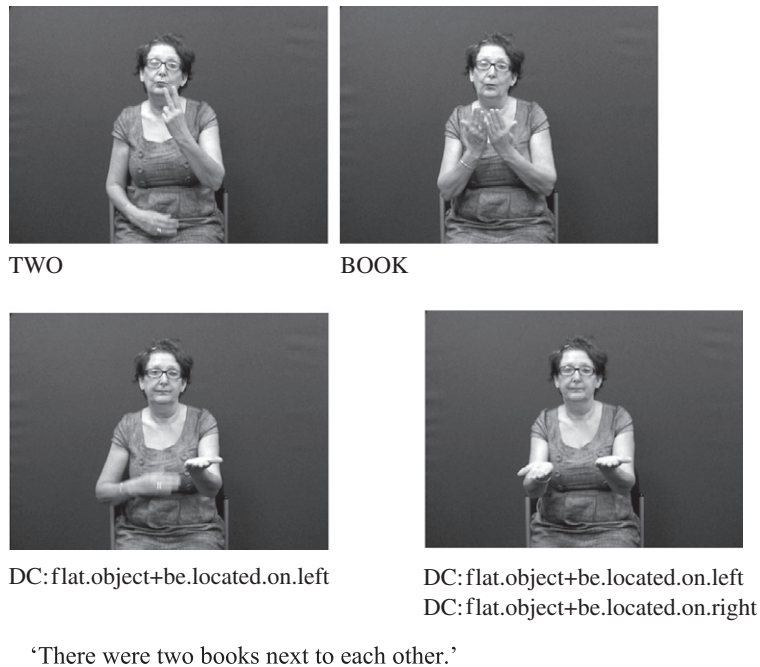 TWO
BOOK
DC:flat.object+be.located.on.left
DC:flat.object+be.located.on.left
DC:flat.object+be.located.on.right
‘There were two books next to each other.’